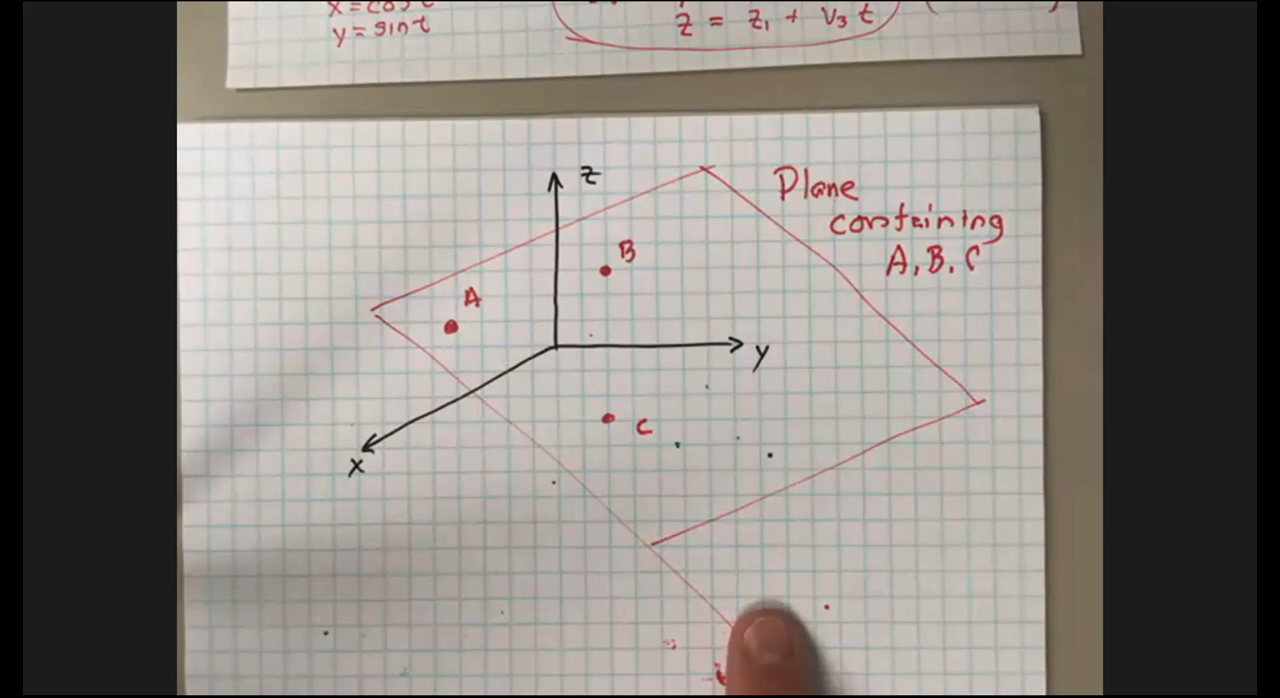 y = sin t
z = z₁ + v₃ t
z
Plane
containing
B
A, B, C
A
y
C
x